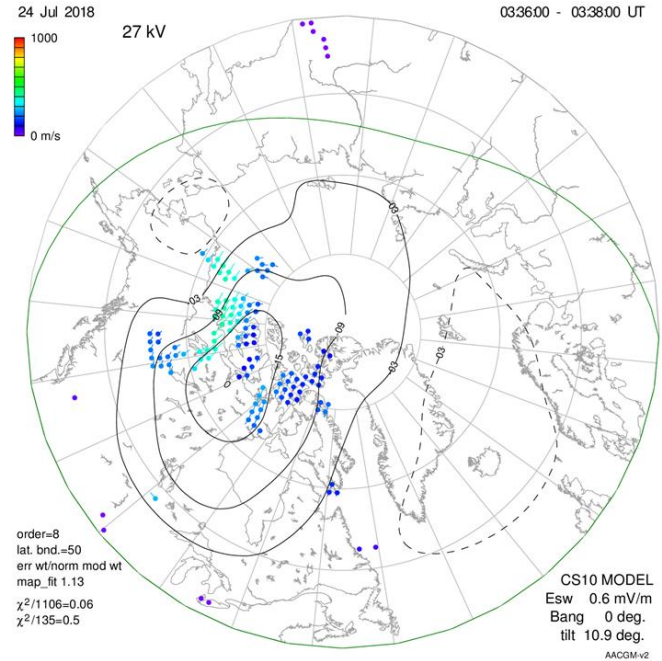 24 Jul 2018
27 kV
03:36:00 - 03:38:00 UT
1000
0 m/s
-03
-03
-09
-09
-15
-03
-03
order=8
lat. bnd.=50
err wt/norm mod wt
map_fit 1.13
χ²/1106=0.06
χ²/135=0.5
CS10 MODEL
Esw 0.6 mV/m
Bang 0 deg.
tilt 10.9 deg.
AACGM-v2